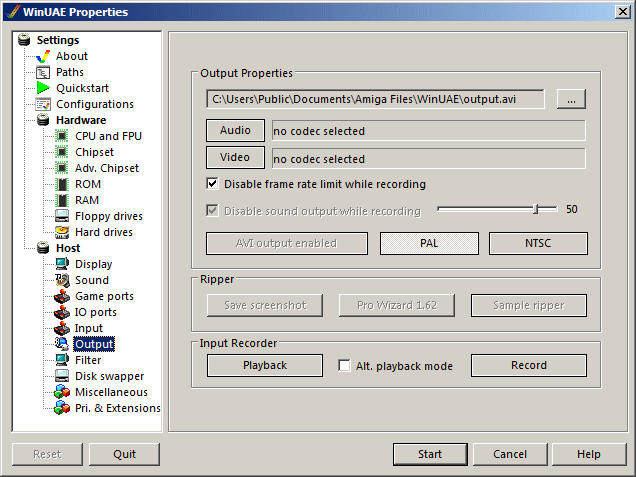 WinUAE Properties
Settings
About
Paths
Quickstart
Configurations
Hardware
CPU and FPU
Chipset
Adv. Chipset
ROM
RAM
Floppy drives
Hard drives
Host
Display
Sound
Game ports
IO ports
Input
Output
Filter
Disk swapper
Miscellaneous
Pri. & Extensions
Output Properties
C:\Users\Public\Documents\Amiga Files\WinUAE\output.avi
...
Audio
no codec selected
Video
no codec selected
Disable frame rate limit while recording
Disable sound output while recording
50
AVI output enabled
PAL
NTSC
Ripper
Save screenshot
Pro Wizard 1.62
Sample ripper
Input Recorder
Playback
Alt. playback mode
Record
Reset
Quit
Start
Cancel
Help